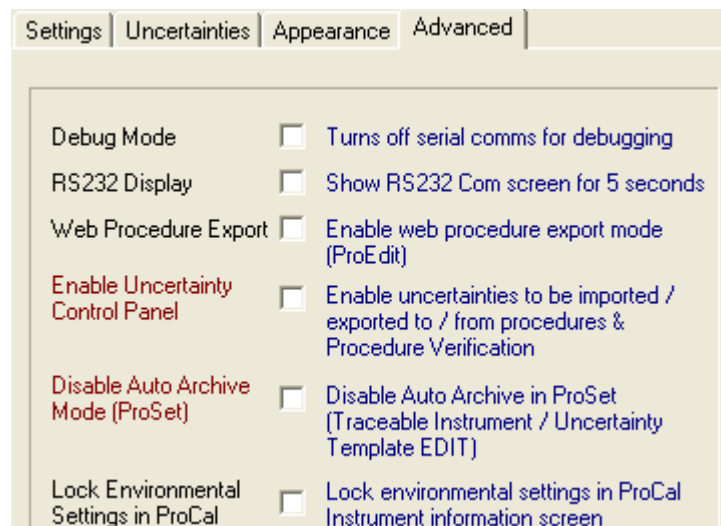 Settings Uncertainties Appearance Advanced
Debug Mode Turns off serial comms for debugging
RS232 Display Show RS232 Com screen for 5 seconds
Web Procedure Export Enable web procedure export mode
(ProEdit)
Enable Uncertainty
Control Panel
Enable uncertainties to be imported /
exported to / from procedures &
Procedure Verification
Disable Auto Archive
Mode (ProSet)
Disable Auto Archive in ProSet
(Traceable Instrument / Uncertainty
Template EDIT)
Lock Environmental
Settings in ProCal
Lock environmental settings in ProCal
Instrument information screen